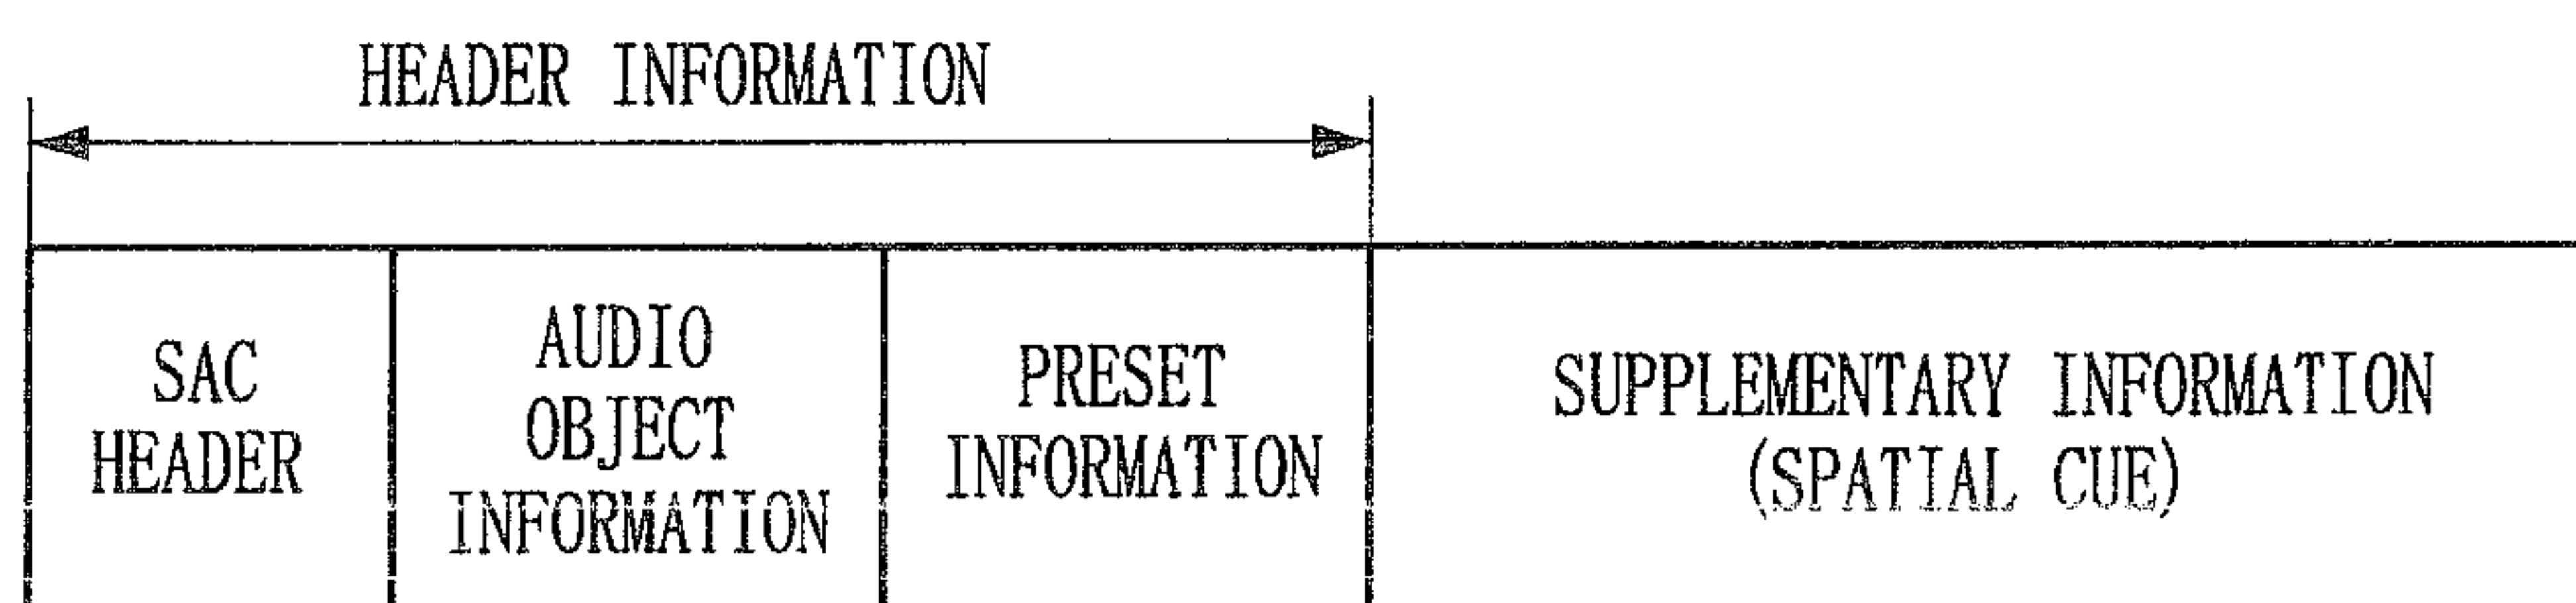 HEADER INFORMATION
SAC
HEADER
AUDIO
OBJECT
INFORMATION
PRESET
INFORMATION
SUPPLEMENTARY INFORMATION
(SPATIAL CUE)